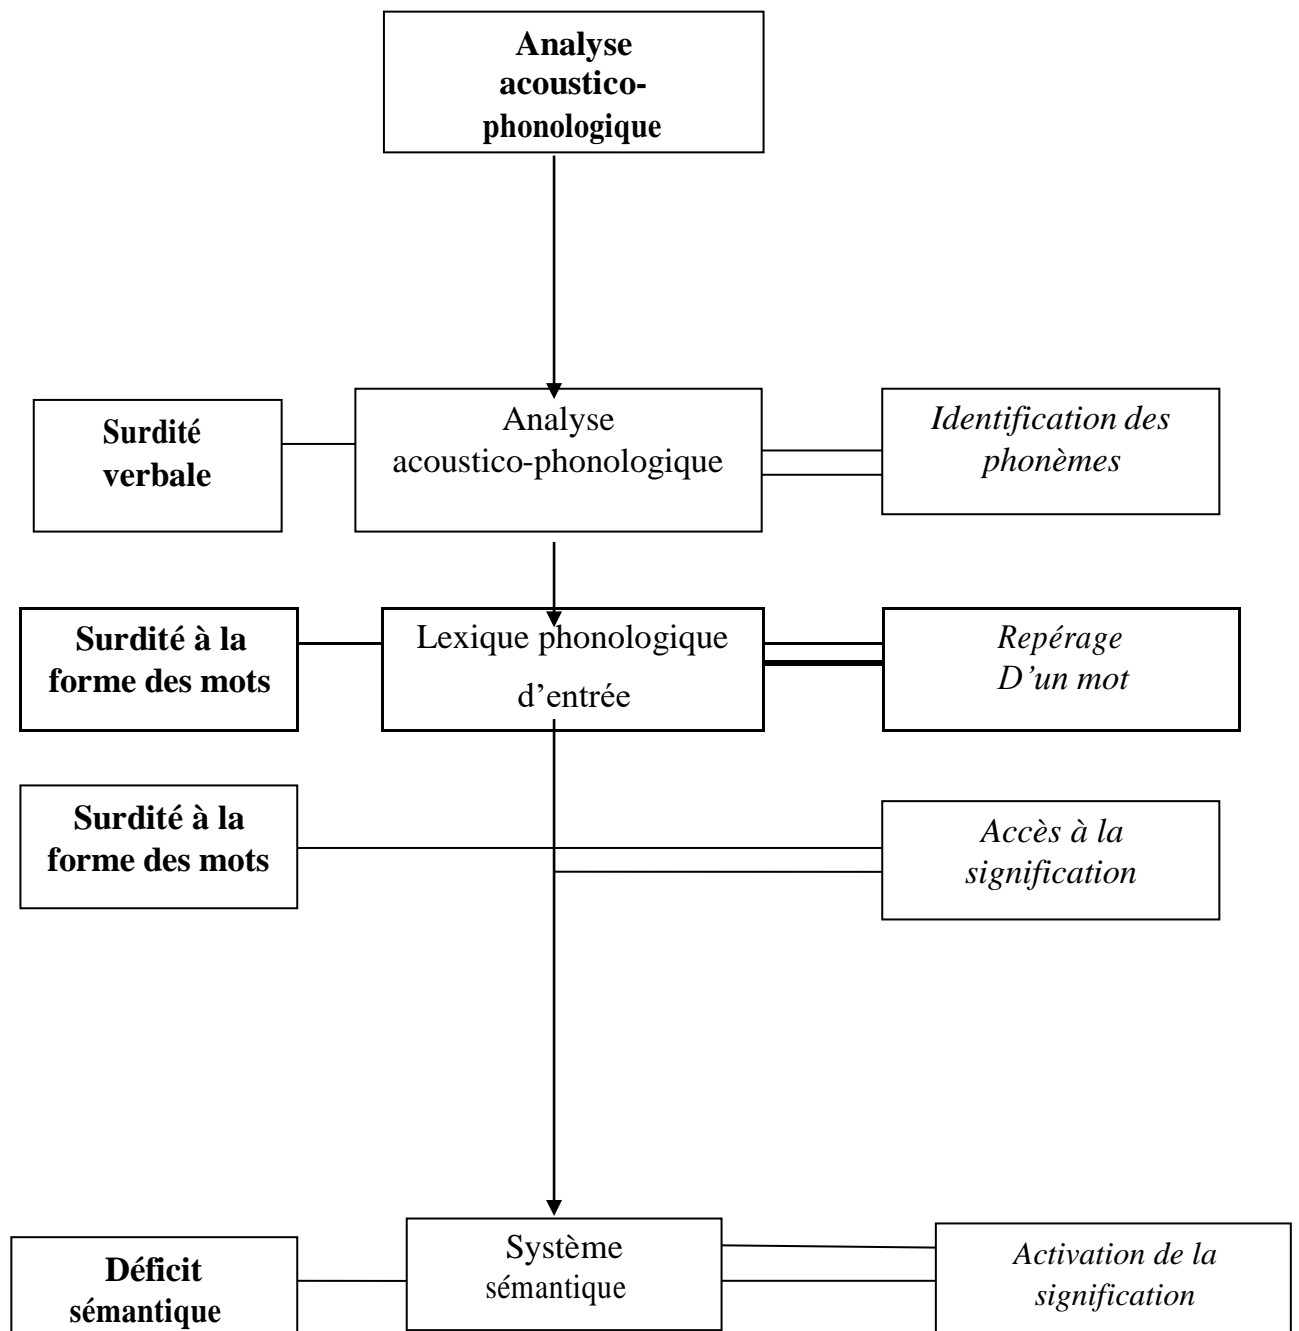 Analyse
acoustico-
phonologique
Surdité
verbale
Analyse
acoustico-phonologique
Identification des
phonèmes
Surdité à la
forme des mots
Lexique phonologique
d’entrée
Repérage
D’un mot
Surdité à la
forme des mots
Accès à la
signification
Déficit
sémantique
Système
sémantique
Activation de la
signification